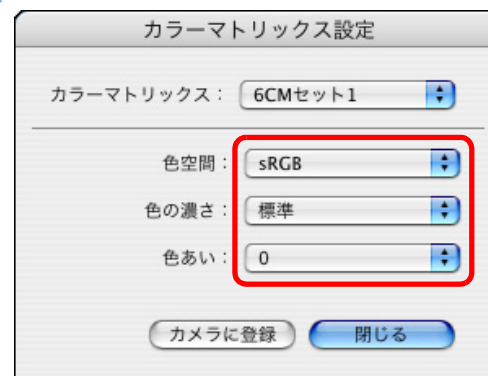 カラーマトリックス設定
カラーマトリックス： 6CMセット1
色空間： sRGB
色の濃さ： 標準
色あい： 0
カメラに登録 閉じる